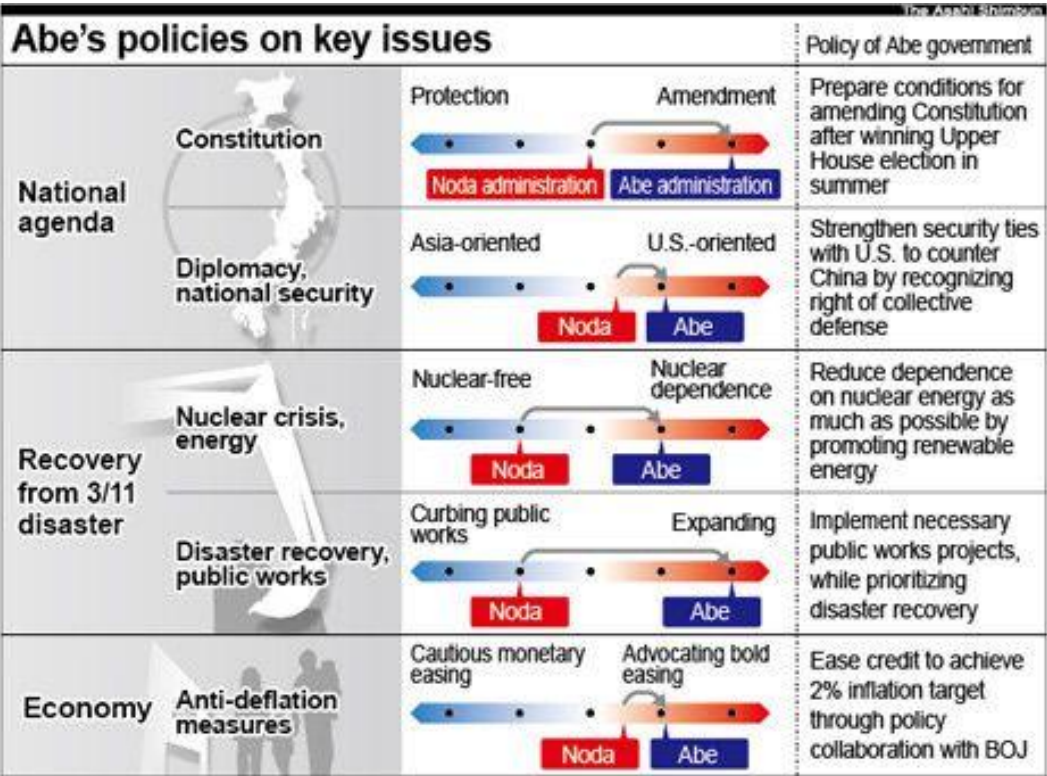 The Asahi Shimbun
Abe's policies on key issues
Policy of Abe government
National
agenda
Constitution
Protection
Amendment
Noda administration
Abe administration
Prepare conditions for
amending Constitution
after winning Upper
House election in
summer
Diplomacy,
national security
Asia-oriented
U.S.-oriented
Noda
Abe
Strengthen security ties
with U.S. to counter
China by recognizing
right of collective
defense
Recovery
from 3/11
disaster
Nuclear crisis,
energy
Nuclear-free
Nuclear
dependence
Noda
Abe
Reduce dependence
on nuclear energy as
much as possible by
promoting renewable
energy
Disaster recovery,
public works
Curbing public
works
Expanding
Noda
Abe
Implement necessary
public works projects,
while prioritizing
disaster recovery
Economy
Anti-deflation
measures
Cautious monetary
easing
Advocating bold
easing
Noda
Abe
Ease credit to achieve
2% inflation target
through policy
collaboration with BOJ